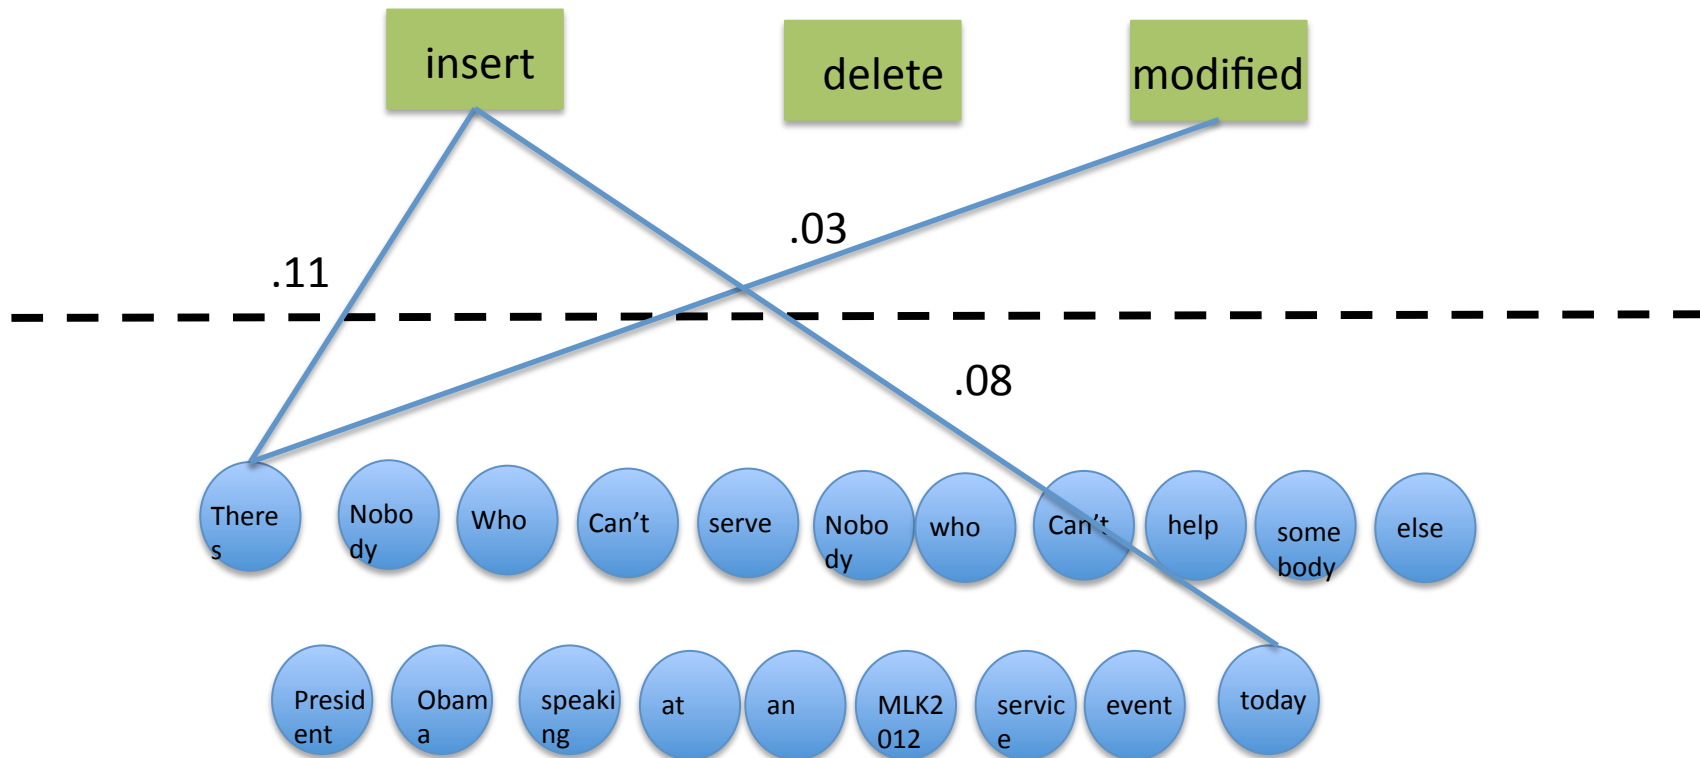 insert
delete
modified
.03
.11
.08
There
s
Nobo
dy
Who
Can't
serve
Nobo
dy
who
Can't
help
some
body
else
Presid
ent
Obam
a
speaki
ng
at
an
MLK2
012
servic
e
event
today